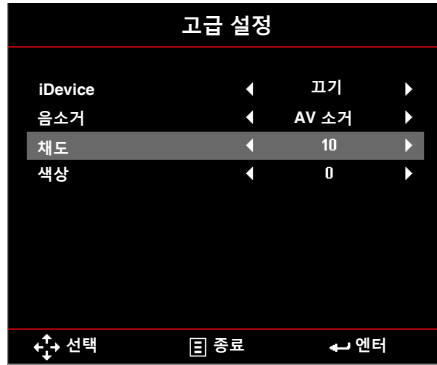 고급 설정
iDevice 끄기
음소거 AV 소거
채도 10
색상 0
선택 종료 엔터